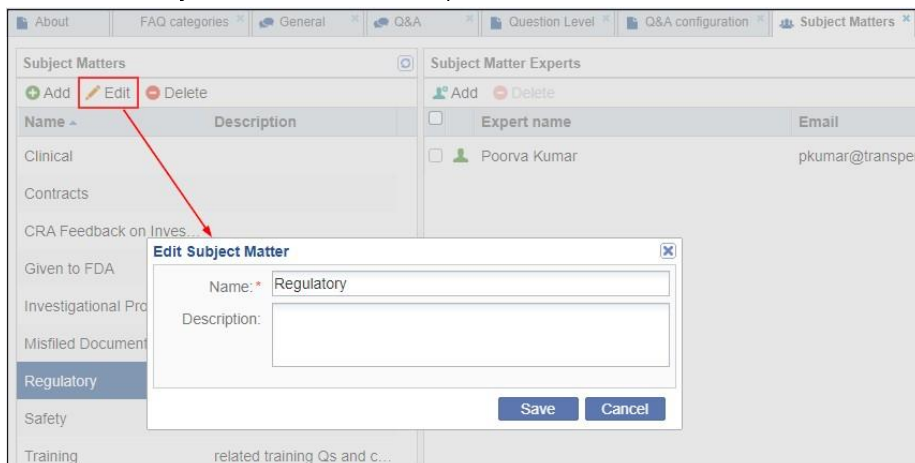 About FAQ categories General Q&A Question Level Q&A configuration Subject Matters
Subject Matters
Subject Matter Experts
Add Edit Delete
Add Delete
Name Description
Expert name Email
Clinical
Poorva Kumar pkumar@transpe
Contracts
CRA Feedback on Inves...
Given to FDA
Investigational Pro
Misfiled Document
Regulatory
Safety
Training related training Qs and c...
Edit Subject Matter
Name:* Regulatory
Description:
Save Cancel